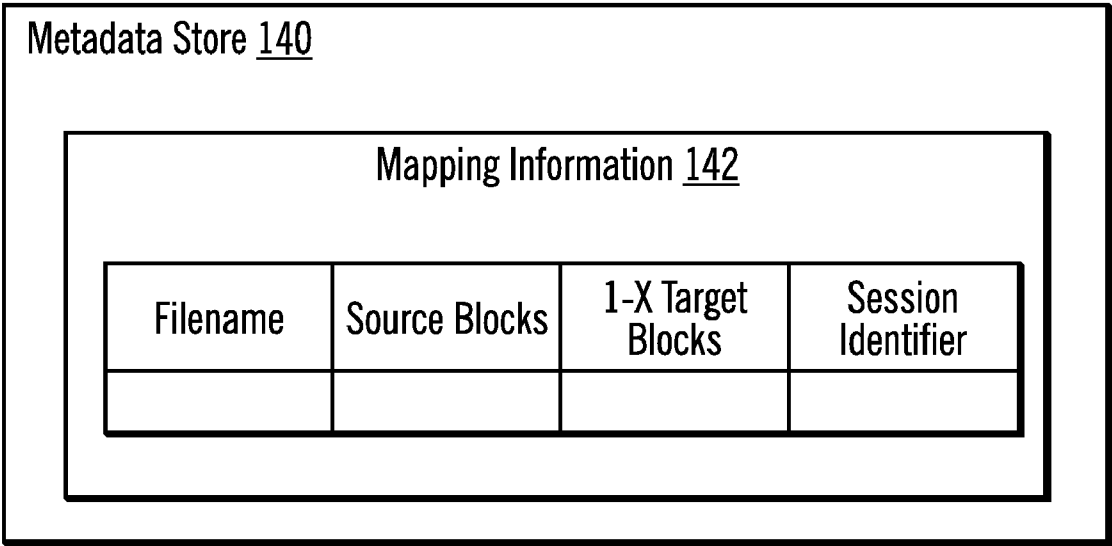 Metadata Store 140
Mapping Information 142
Filename
Source Blocks
1-X Target
Blocks
Session
Identifier